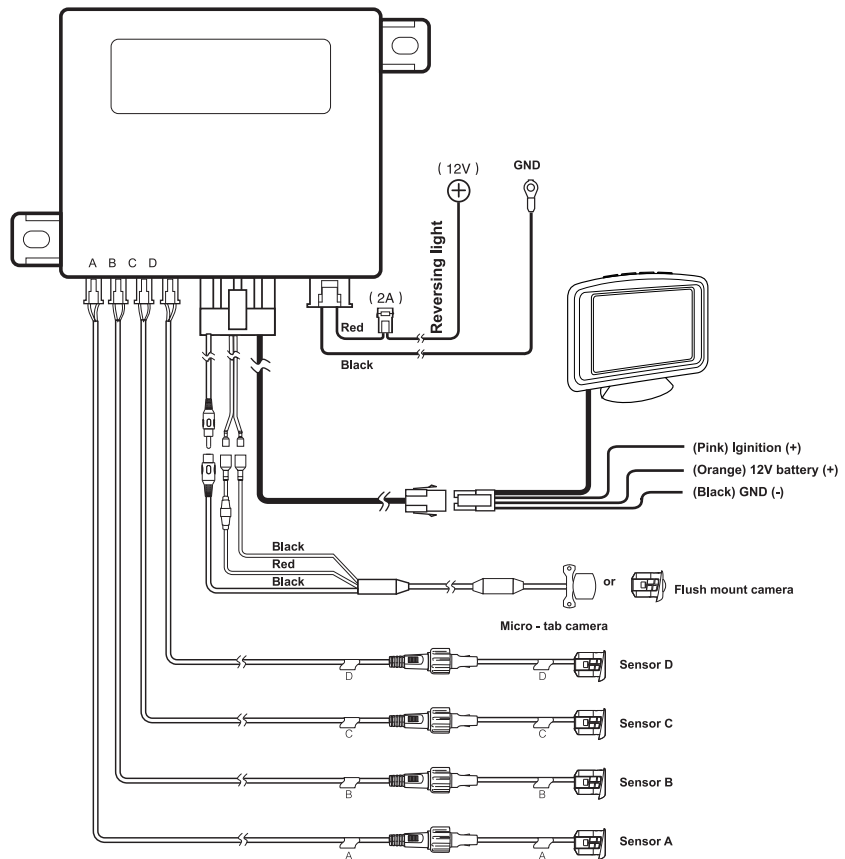 A B C D
( 12V )
GND
Reversing light
( 2A )
Red
Black
(Pink) Iginition (+)
(Orange) 12V battery (+)
(Black) GND (-)
Black
Red
Black
or
Flush mount camera
Micro - tab camera
D
D
Sensor D
C
C
Sensor C
B
B
Sensor B
A
A
Sensor A